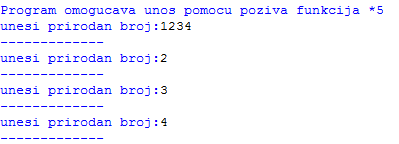 Program omogucava unos pomocu poziva funkcija *5
unesi prirodan broj:1234
-------------
unesi prirodan broj:2
-------------
unesi prirodan broj:3
-------------
unesi prirodan broj:4
-------------